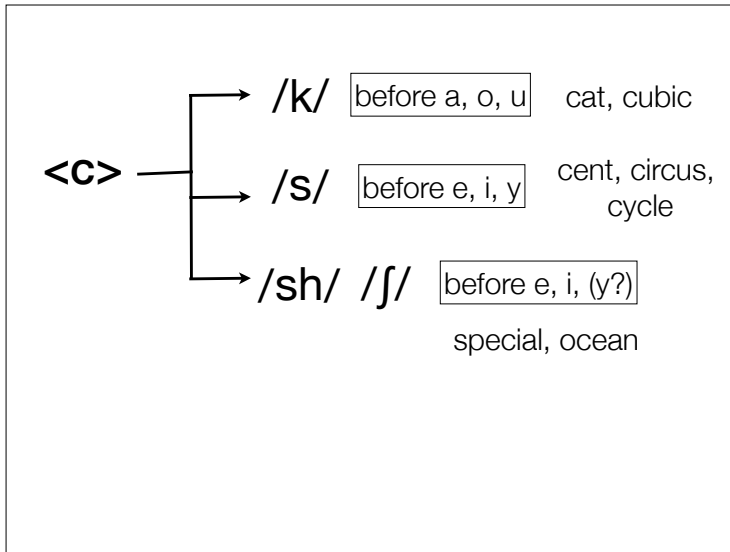 <c>
/k/ before a, o, u cat, cubic
/s/ before e, i, y cent, circus,
cycle
/sh/ /ʃ/ before e, i, (y?)
special, ocean